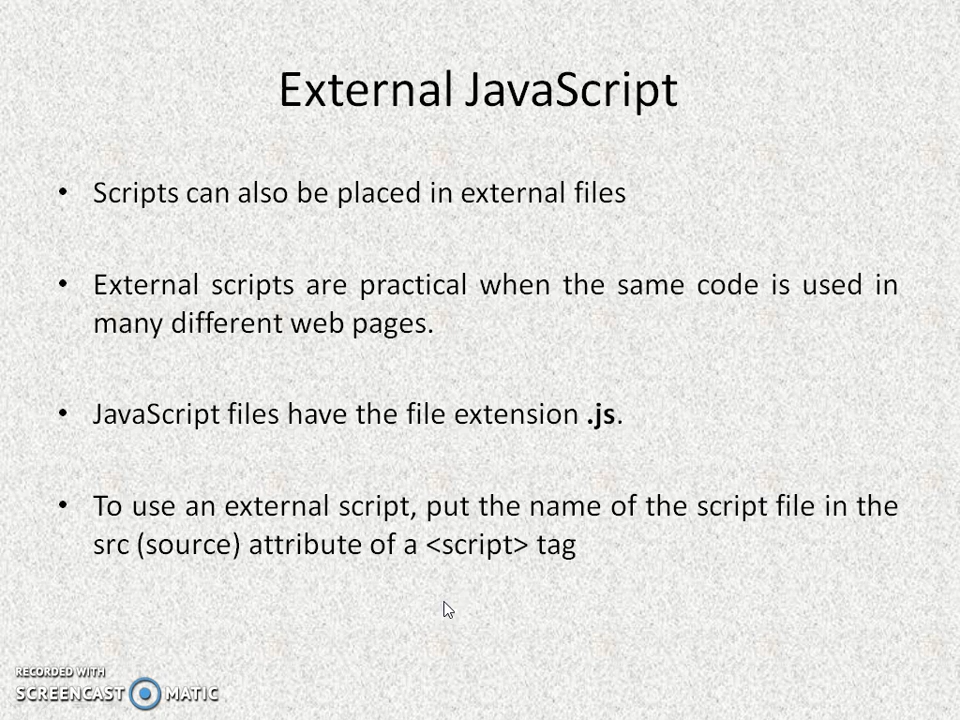 External JavaScript
• Scripts can also be placed in external files
• External scripts are practical when the same code is used in
many different web pages.
• JavaScript files have the file extension .js.
• To use an external script, put the name of the script file in the
src (source) attribute of a <script> tag
RECORDED WITH
SCREENCAST MATIC